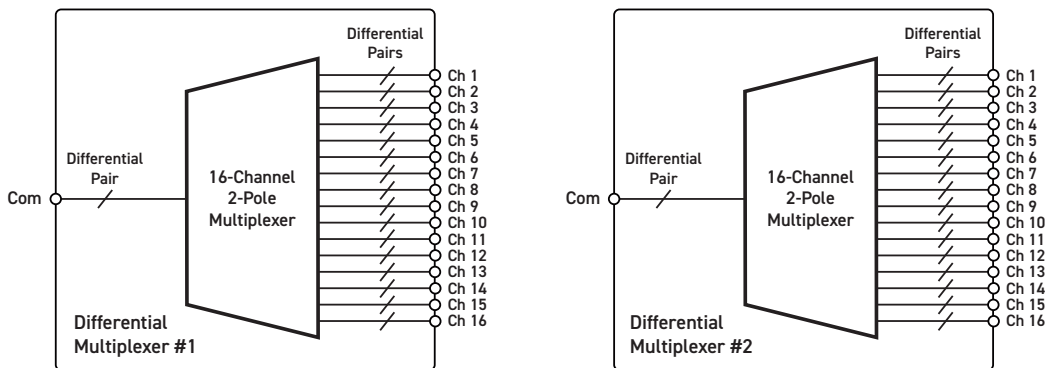 Differential
Pairs
Ch 1
Ch 2
Ch 3
Ch 4
Ch 5
Ch 6
Ch 7
Ch 8
Ch 9
Ch 10
Ch 11
Ch 12
Ch 13
Ch 14
Ch 15
Ch 16
Differential
Pair
Com
16-Channel
2-Pole
Multiplexer
Differential
Multiplexer #1
Differential
Pairs
Ch 1
Ch 2
Ch 3
Ch 4
Ch 5
Ch 6
Ch 7
Ch 8
Ch 9
Ch 10
Ch 11
Ch 12
Ch 13
Ch 14
Ch 15
Ch 16
Differential
Pair
Com
16-Channel
2-Pole
Multiplexer
Differential
Multiplexer #2